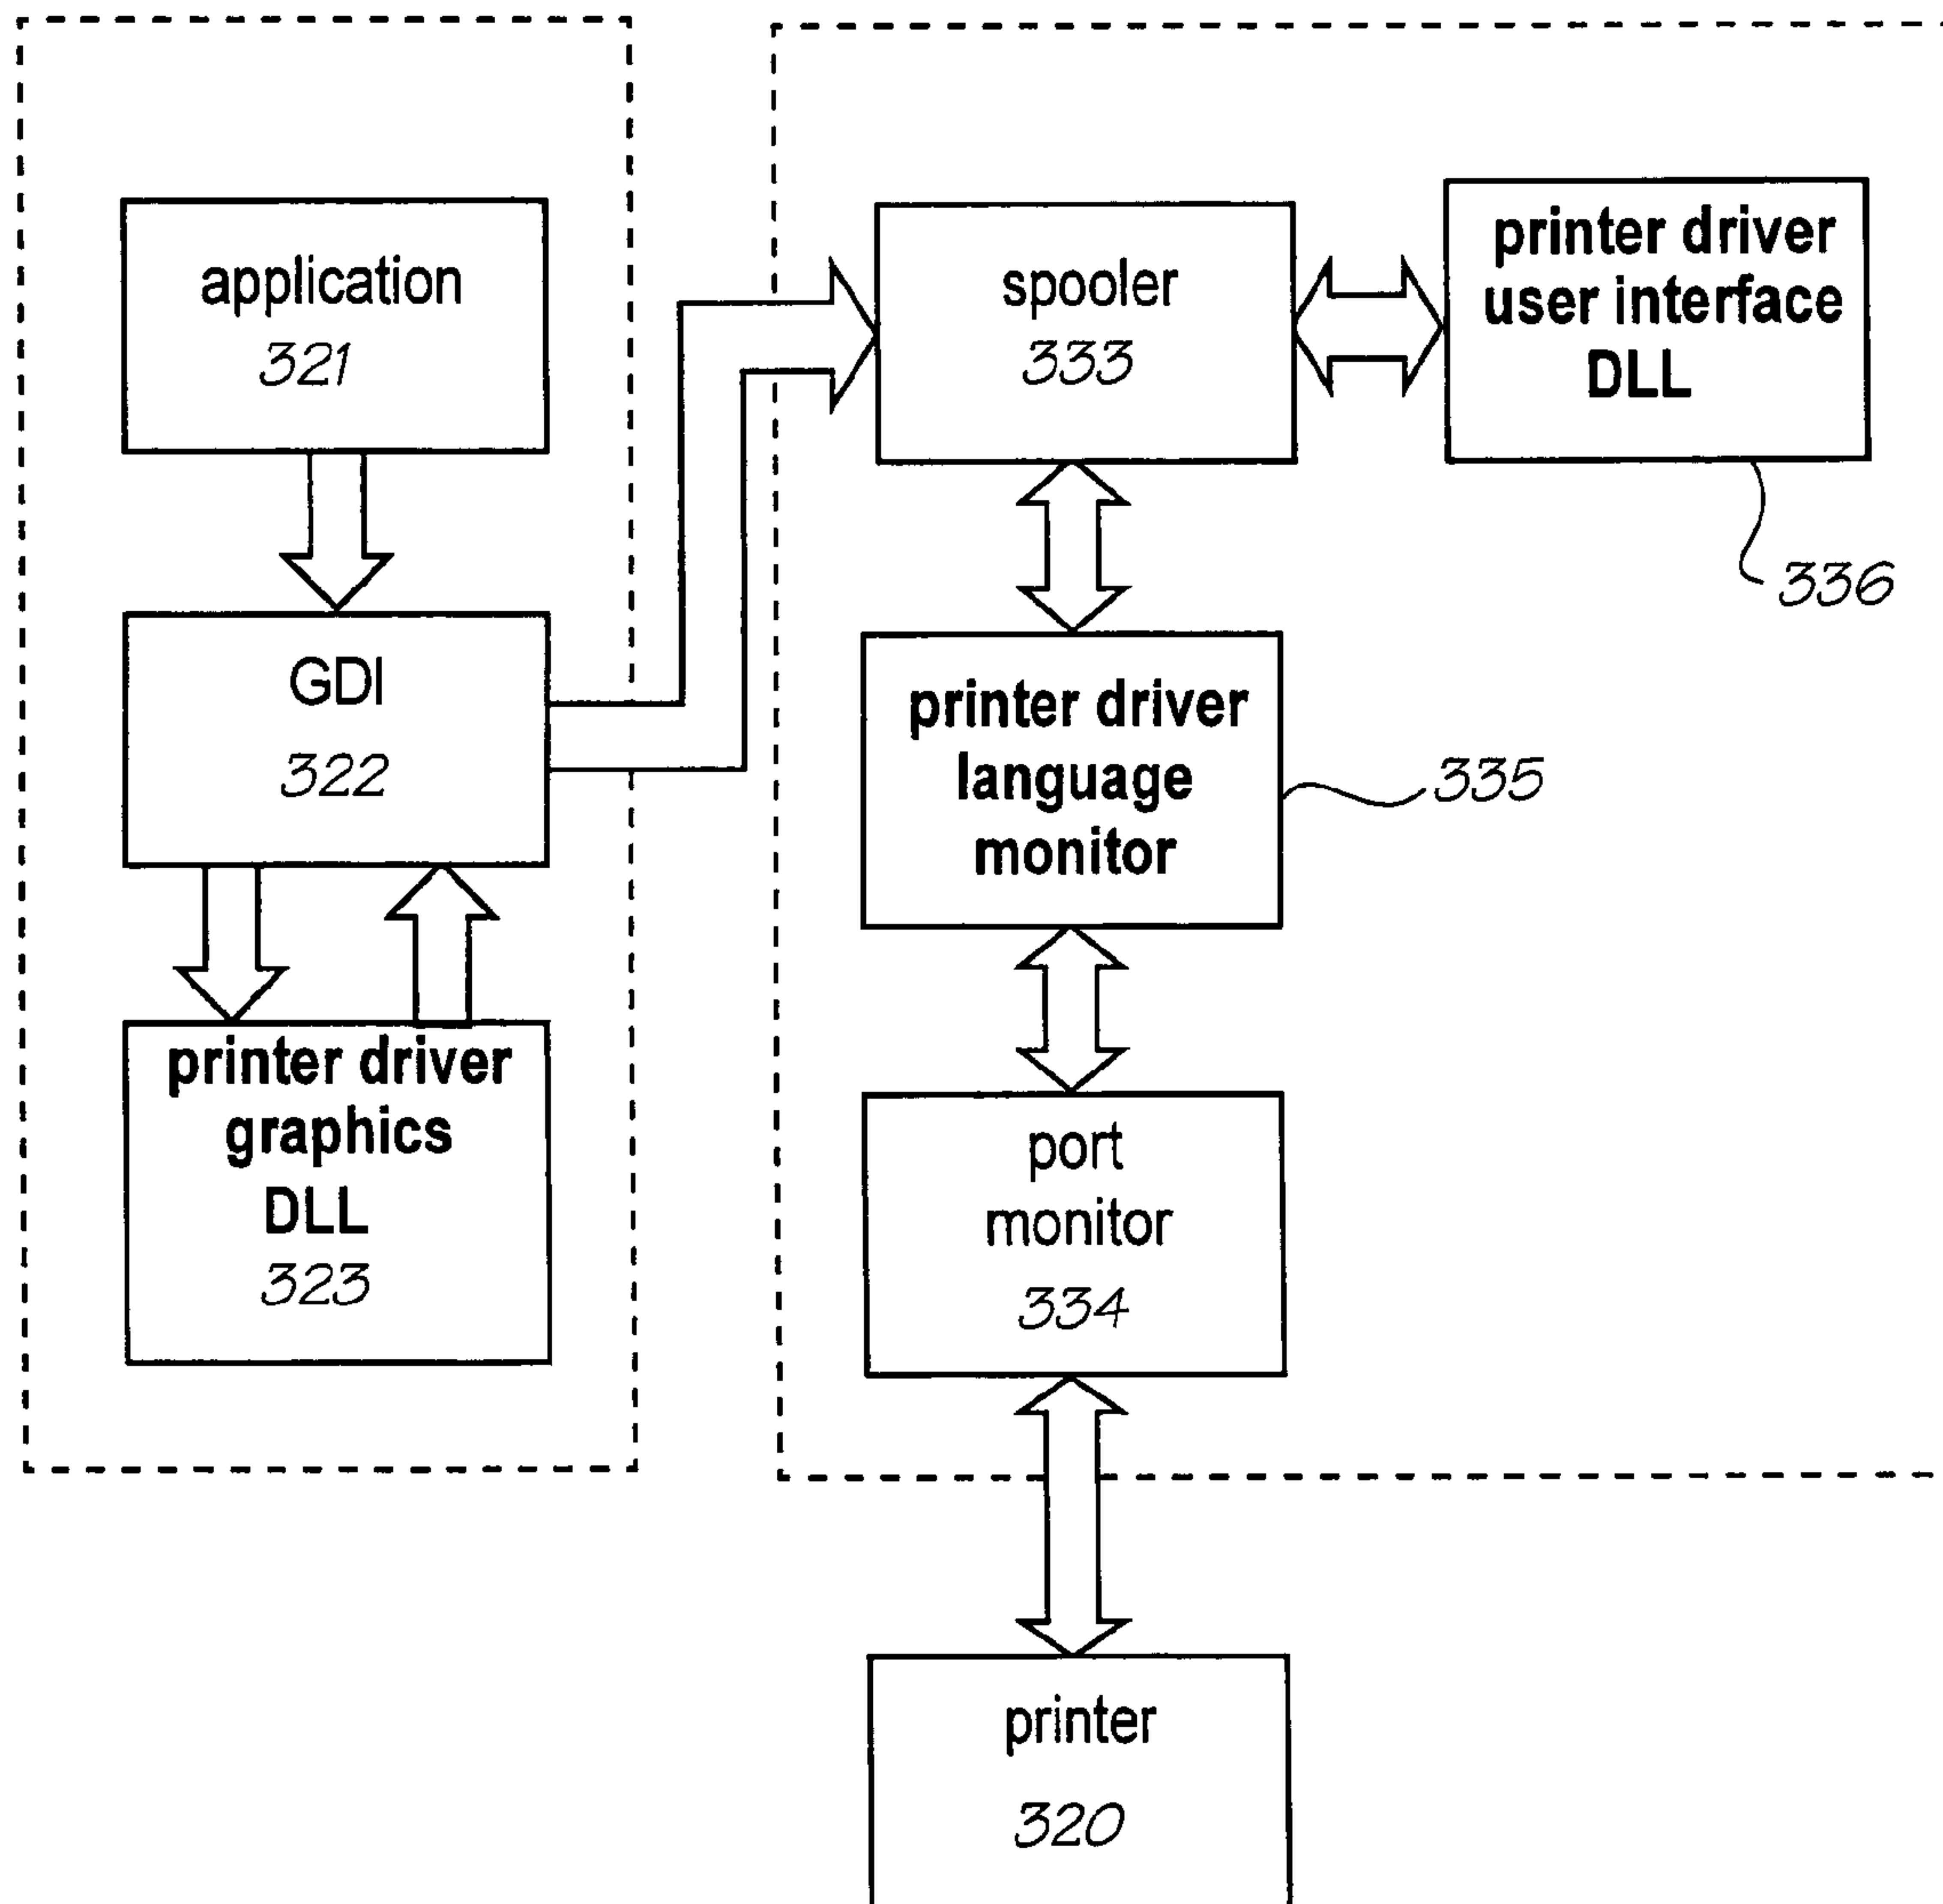 application
321
GDI
322
printer driver
graphics
DLL
323
spooler
333
printer driver
user interface
DLL
336
printer driver
language
monitor
335
port
monitor
334
printer
320